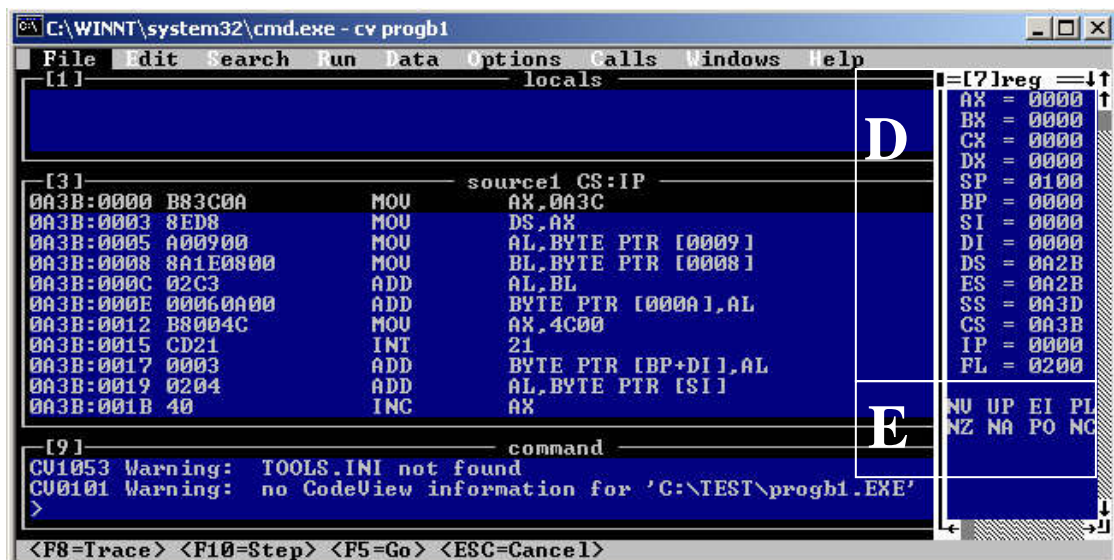 C:\WINNT\system32\cmd.exe - cv progb1
File Edit Search Run Data Options Calls Windows Help
[1] locals
[3] source1 CS:IP
0A3B:0000 B83C0A MOV AX,0A3C
0A3B:0003 8ED8 MOV DS,AX
0A3B:0005 A00900 MOV AL,BYTE PTR [0009]
0A3B:0008 8A1E0800 MOV BL,BYTE PTR [0008]
0A3B:000C 02C3 ADD AL,BL
0A3B:000E 00060A00 ADD BYTE PTR [000A],AL
0A3B:0012 B8004C MOV AX,4C00
0A3B:0015 CD21 INT 21
0A3B:0017 0003 ADD BYTE PTR [BP+DI],AL
0A3B:0019 0204 ADD AL,BYTE PTR [SI]
0A3B:001B 40 INC AX
[9] command
CV1053 Warning: TOOLS.INI not found
CV0101 Warning: no CodeView information for 'C:\TEST\progb1.EXE'
>
D
[7]reg
AX = 0000
BX = 0000
CX = 0000
DX = 0000
SP = 0100
BP = 0000
SI = 0000
DI = 0000
DS = 0A2B
ES = 0A2B
SS = 0A3D
CS = 0A3B
IP = 0000
FL = 0200
E
NV UP EI PL
NZ NA PO NC
<F8=Trace> <F10=Step> <F5=Go> <ESC=Cancel>